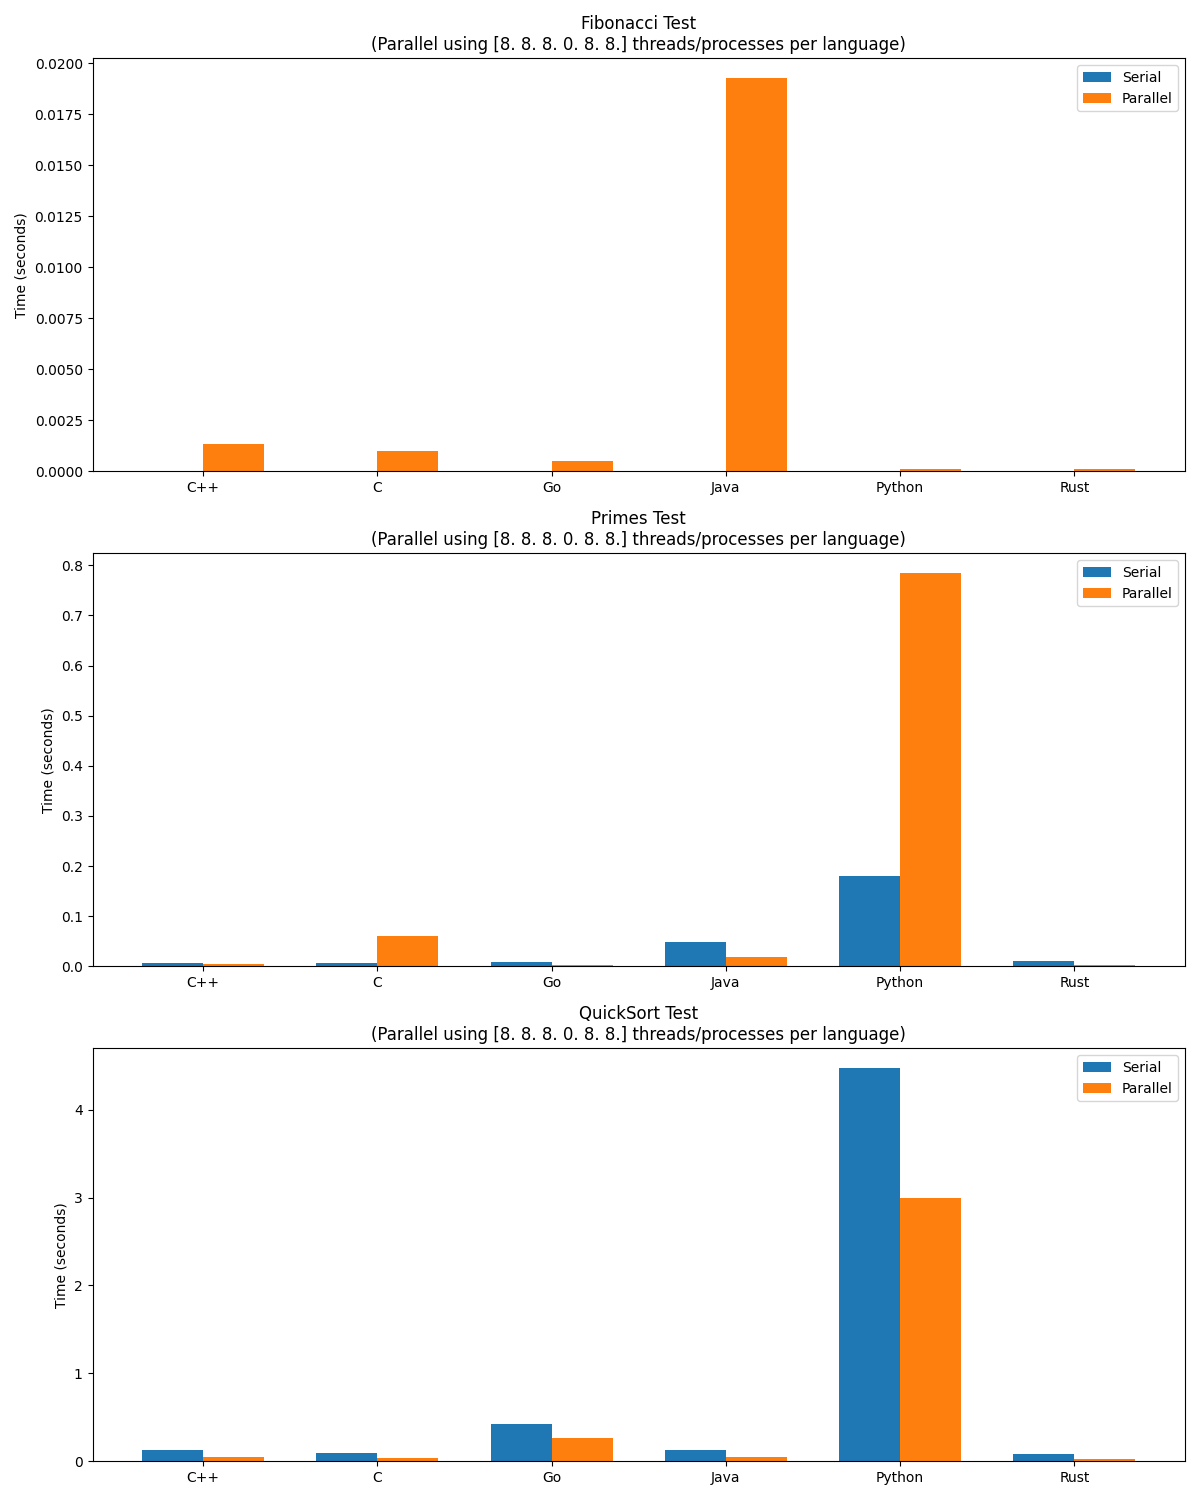 Fibonacci Test
(Parallel using [8. 8. 8. 0. 8. 8.] threads/processes per language)
Serial
Parallel
Time (seconds)
0.0200
0.0175
0.0150
0.0125
0.0100
0.0075
0.0050
0.0025
0.0000
C++ C Go Java Python Rust
Primes Test
(Parallel using [8. 8. 8. 0. 8. 8.] threads/processes per language)
Serial
Parallel
Time (seconds)
0.8
0.7
0.6
0.5
0.4
0.3
0.2
0.1
0.0
C++ C Go Java Python Rust
QuickSort Test
(Parallel using [8. 8. 8. 0. 8. 8.] threads/processes per language)
Serial
Parallel
Time (seconds)
4
3
2
1
0
C++ C Go Java Python Rust